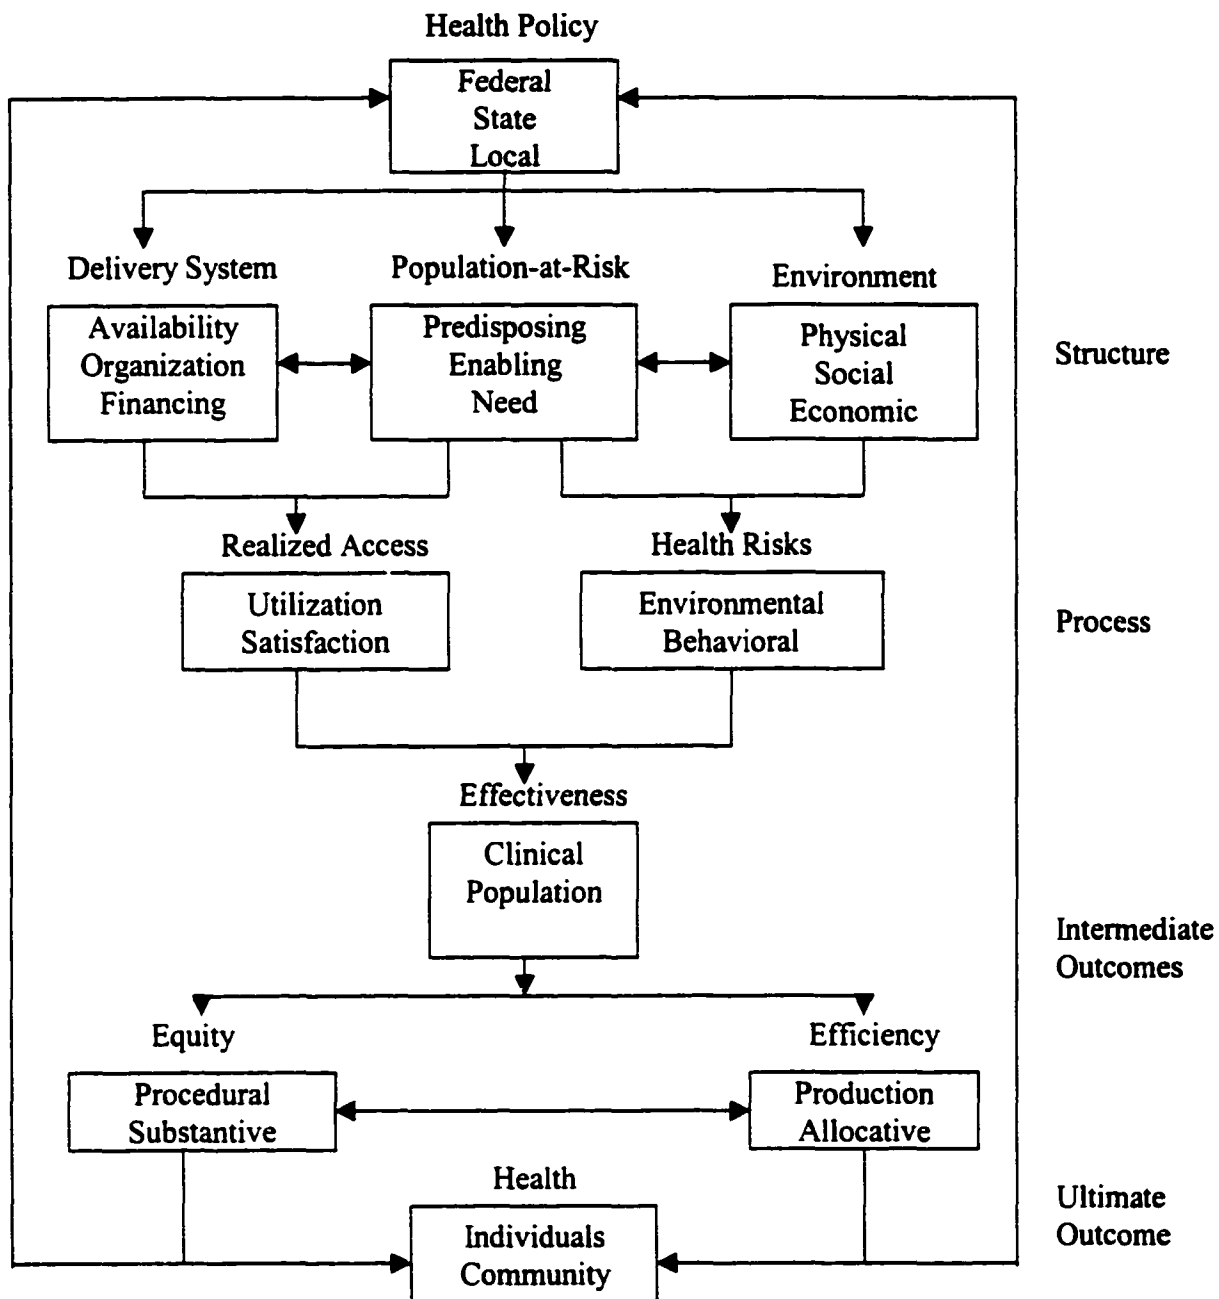 Health Policy
Federal
State
Local
Delivery System
Population-at-Risk
Environment
Availability
Organization
Financing
Predisposing
Enabling
Need
Physical
Social
Economic
Structure
Realized Access
Health Risks
Utilization
Satisfaction
Environmental
Behavioral
Process
Effectiveness
Clinical
Population
Intermediate
Outcomes
Equity
Efficiency
Procedural
Substantive
Production
Allocative
Health
Individuals
Community
Ultimate
Outcome